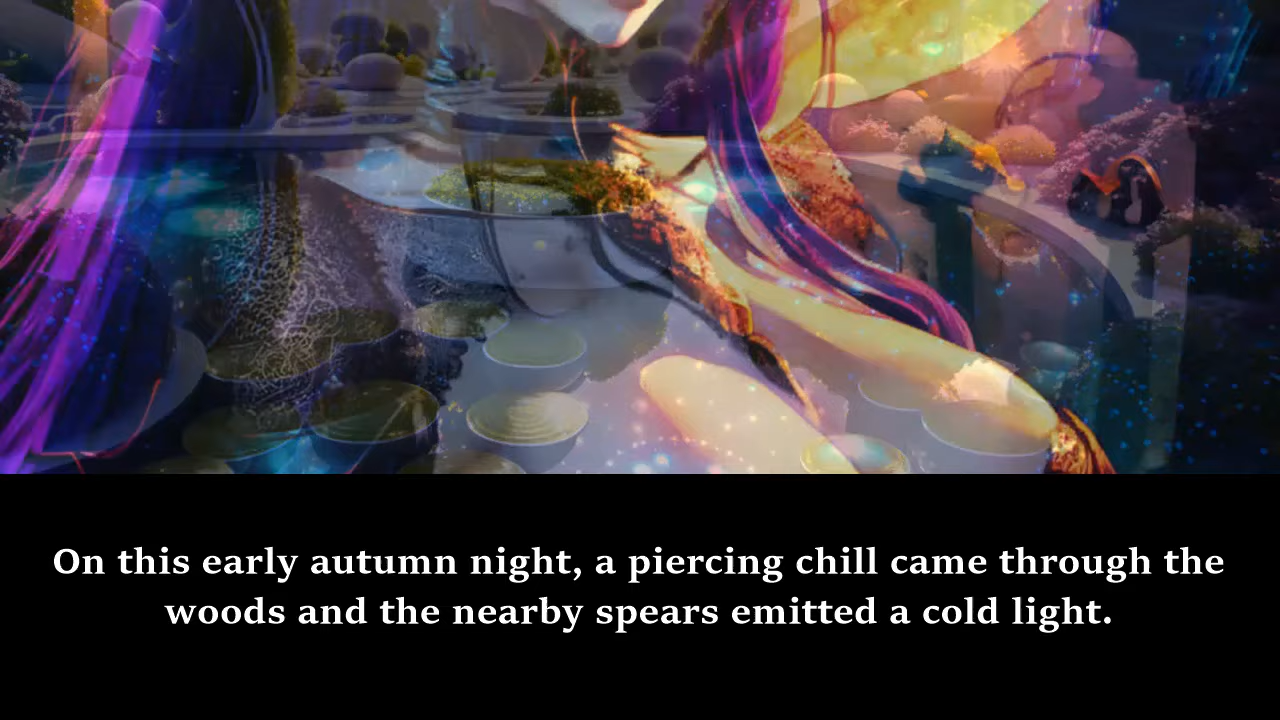 On this early autumn night, a piercing chill came through the
woods and the nearby spears emitted a cold light.